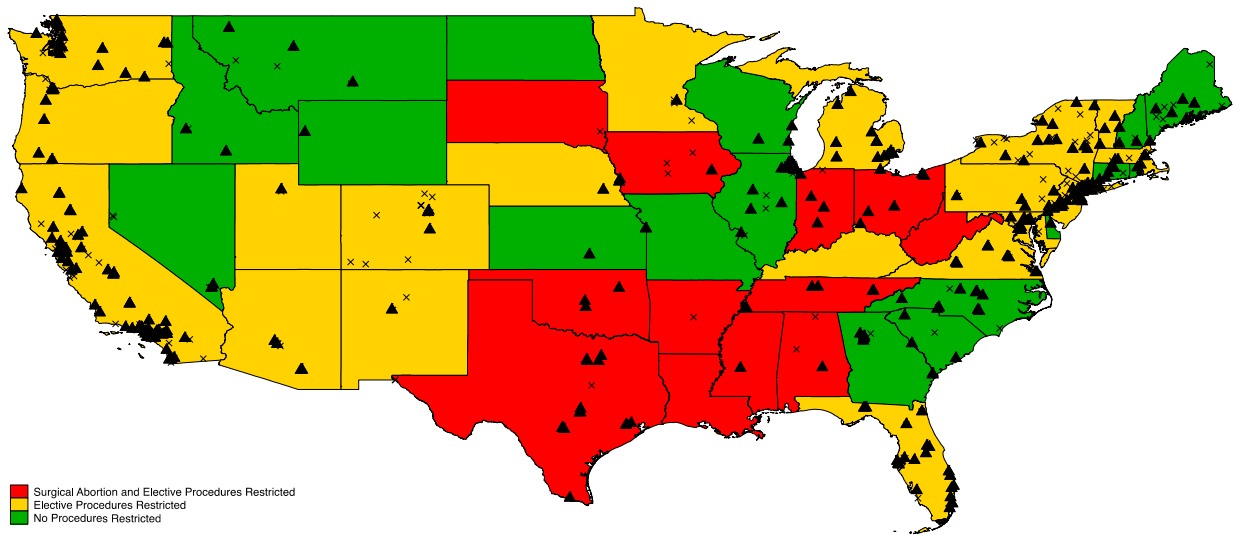 Surgical Abortion and Elective Procedures Restricted
Elective Procedures Restricted
No Procedures Restricted